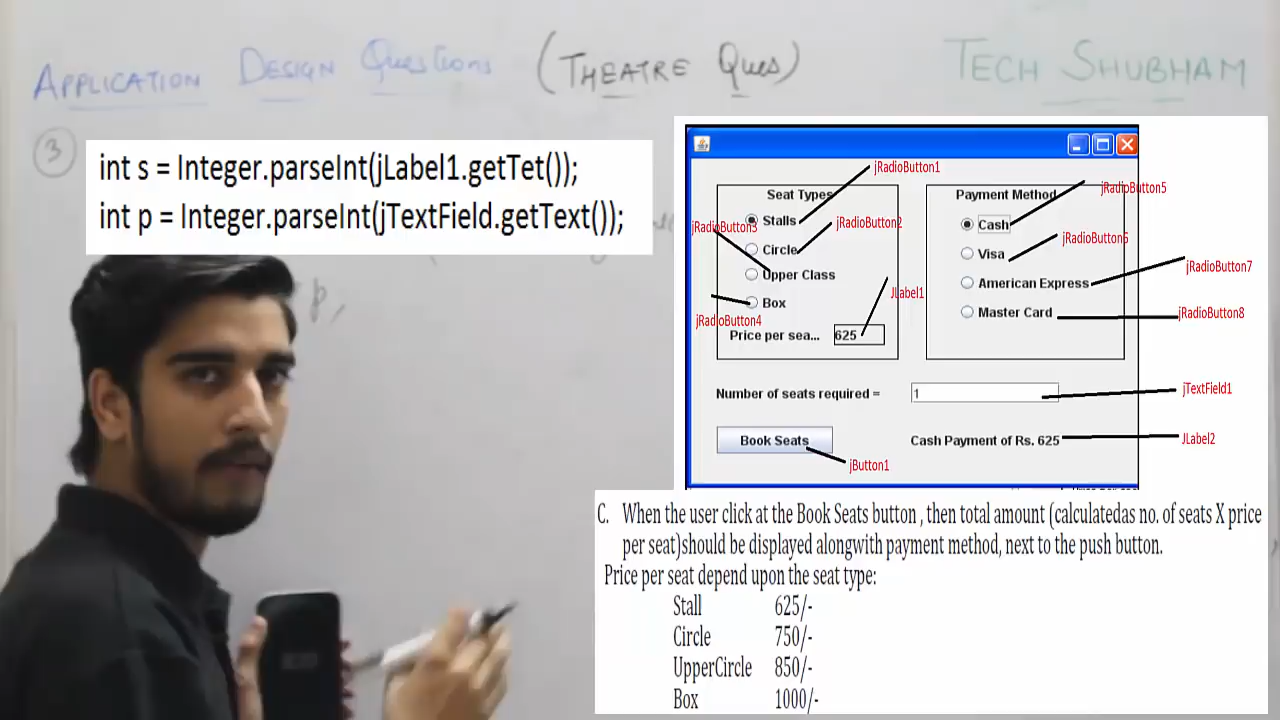 APPLICATION DESIGN Questions (THEATRE Ques) TECH SHUBHAM
3
int s = Integer.parseInt(jLabel1.getTet());
int p = Integer.parseInt(jTextField.getText());
p,
Seat Types
Stalls
Circle
Upper Class
Box
Price per sea... 625
jRadioButton1
jRadioButton2
jRadioButton3
jRadioButton4
JLabel1
Payment Method
Cash
Visa
American Express
Master Card
jRadioButton5
jRadioButton6
jRadioButton7
jRadioButton8
Number of seats required = 1
jTextField1
Book Seats
jButton1
Cash Payment of Rs. 625
JLabel2
C. When the user click at the Book Seats button , then total amount (calculatedas no. of seats X price
per seat)should be displayed alongwith payment method, next to the push button.
Price per seat depend upon the seat type:
Stall 625/-
Circle 750/-
UpperCircle 850/-
Box 1000/-